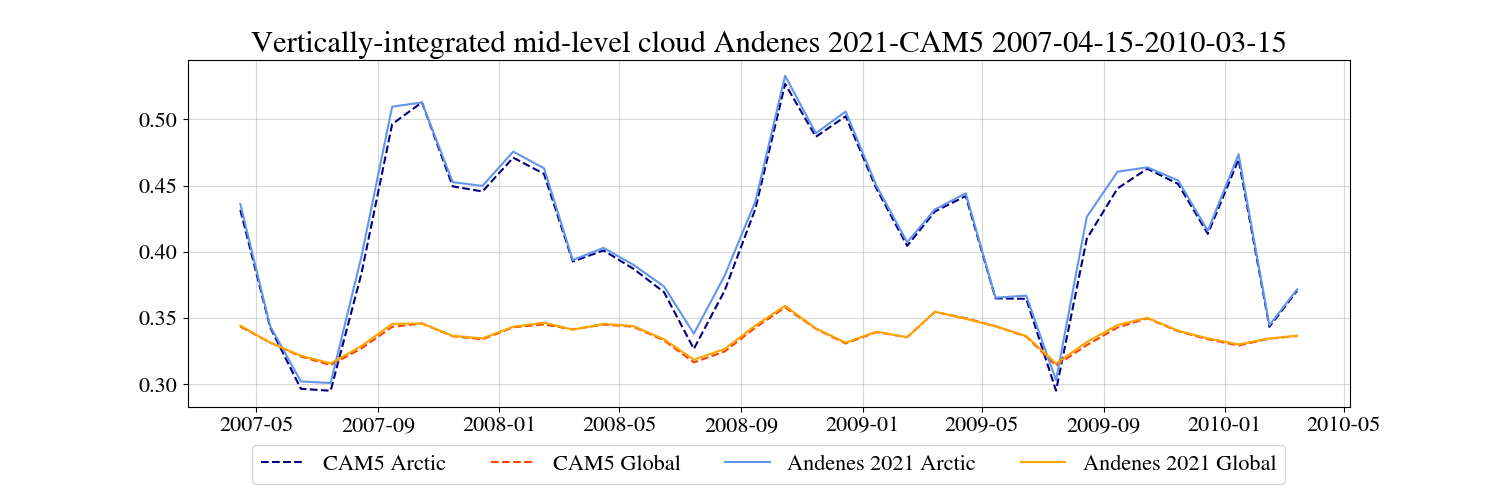 Vertically-integrated mid-level cloud Andenes 2021-CAM5 2007-04-15-2010-03-15
0.50
0.45
0.40
0.35
0.30
2007-05 2007-09 2008-01 2008-05 2008-09 2009-01 2009-05 2009-09 2010-01 2010-05
CAM5 Arctic CAM5 Global Andenes 2021 Arctic Andenes 2021 Global